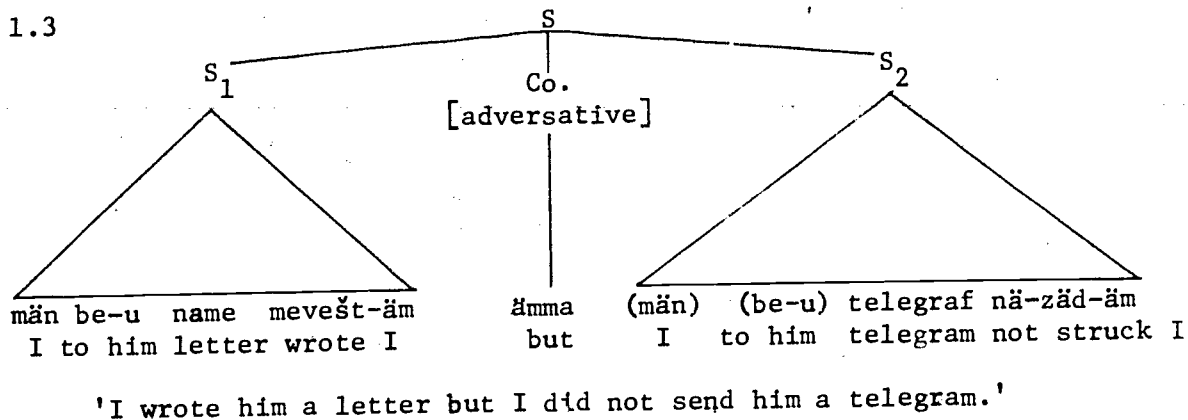 1.3
S
S1 Co. S2
[adversative]
män be-u name mevešt-äm ämma (män) (be-u) telegraf nä-zäd-äm
I to him letter wrote I but I to him telegram not struck I
'I wrote him a letter but I did not send him a telegram.'